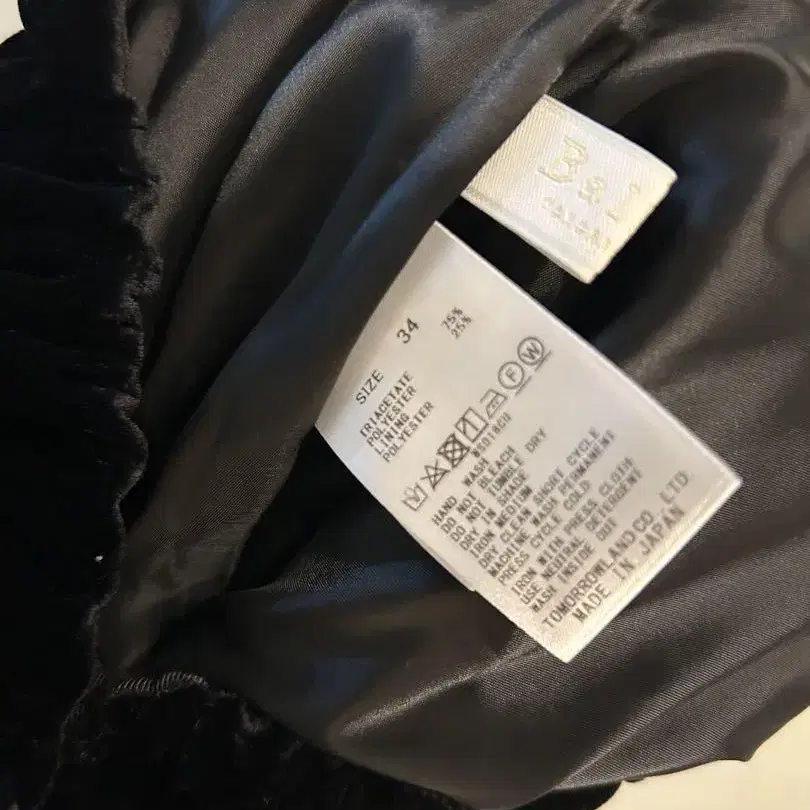 Bal
SIZE 34
TRIACETATE 75%
POLYESTER 25%
LINING
POLYESTER
F W
HAND WASH
DO NOT BLEACH
DO NOT TUMBLE DRY
DRY IN SHADE
IRON MEDIUM
DRY CLEAN SHORT CYCLE
MACHINE WASH PERMANENT
PRESS CYCLE COLD
IRON WITH PRESS CLOTH
USE NEURAL DETERGENT
WASH INSIDE OUT
TOMORROWLAND CO., LTD.
MADE IN JAPAN